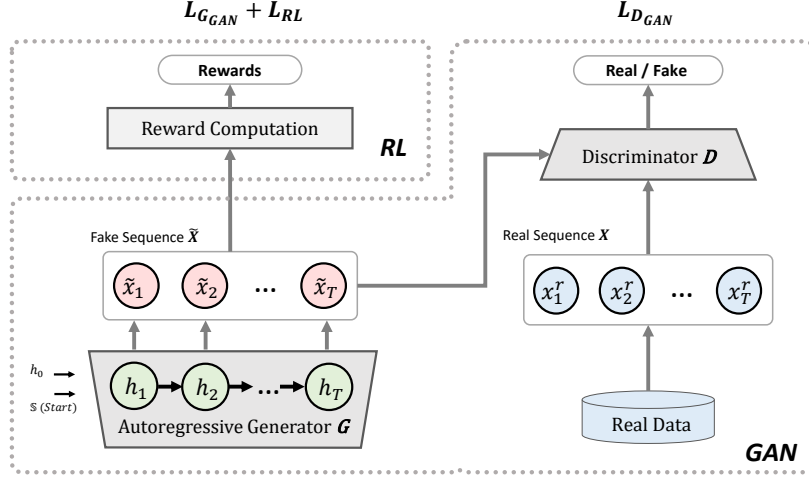 L_{G_{GAN}} + L_{RL}
L_{D_{GAN}}
Rewards
Real / Fake
Reward Computation
RL
Discriminator D
Fake Sequence X̃
Real Sequence X
x̃_1 x̃_2 ... x̃_T
x_1^r x_2^r ... x_T^r
h_0
h_1 h_2 ... h_T
𝕊 (Start)
Autoregressive Generator G
Real Data
GAN